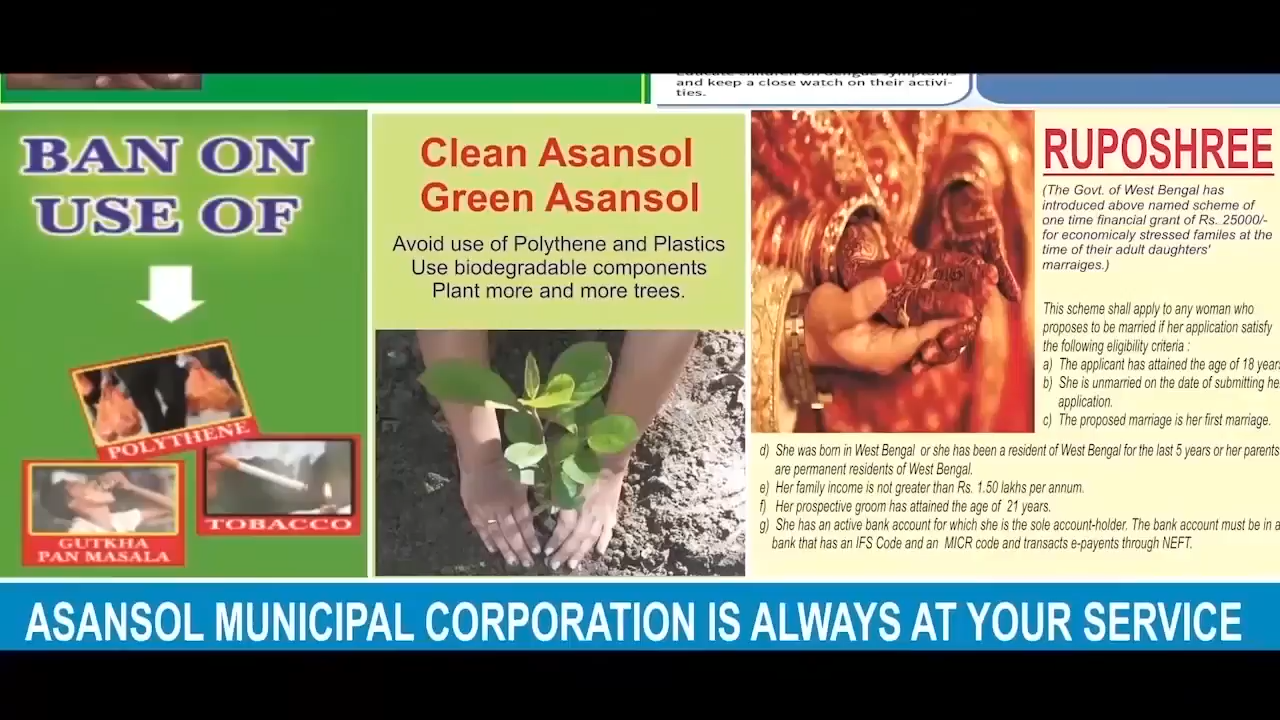 and keep a close watch on their activi-
ties.
BAN ON
USE OF
POLYTHENE
TOBACCO
GUTKHA
PAN MASALA
Clean Asansol
Green Asansol
Avoid use of Polythene and Plastics
Use biodegradable components
Plant more and more trees.
RUPOSHREE
(The Govt. of West Bengal has
introduced above named scheme of
one time financial grant of Rs. 25000/-
for economicaly stressed familes at the
time of their adult daughters'
marraiges.)
This scheme shall apply to any woman who
proposes to be married if her application satisfy
the following eligibility criteria :
a) The applicant has attained the age of 18 years
b) She is unmarried on the date of submitting he
application.
c) The proposed marriage is her first marriage.
d) She was born in West Bengal or she has been a resident of West Bengal for the last 5 years or her parents
are permanent residents of West Bengal.
e) Her family income is not greater than Rs. 1.50 lakhs per annum.
f) Her prospective groom has attained the age of 21 years.
g) She has an active bank account for which she is the sole account-holder. The bank account must be in a
bank that has an IFS Code and an MICR code and transacts e-payents through NEFT.
ASANSOL MUNICIPAL CORPORATION IS ALWAYS AT YOUR SERVICE